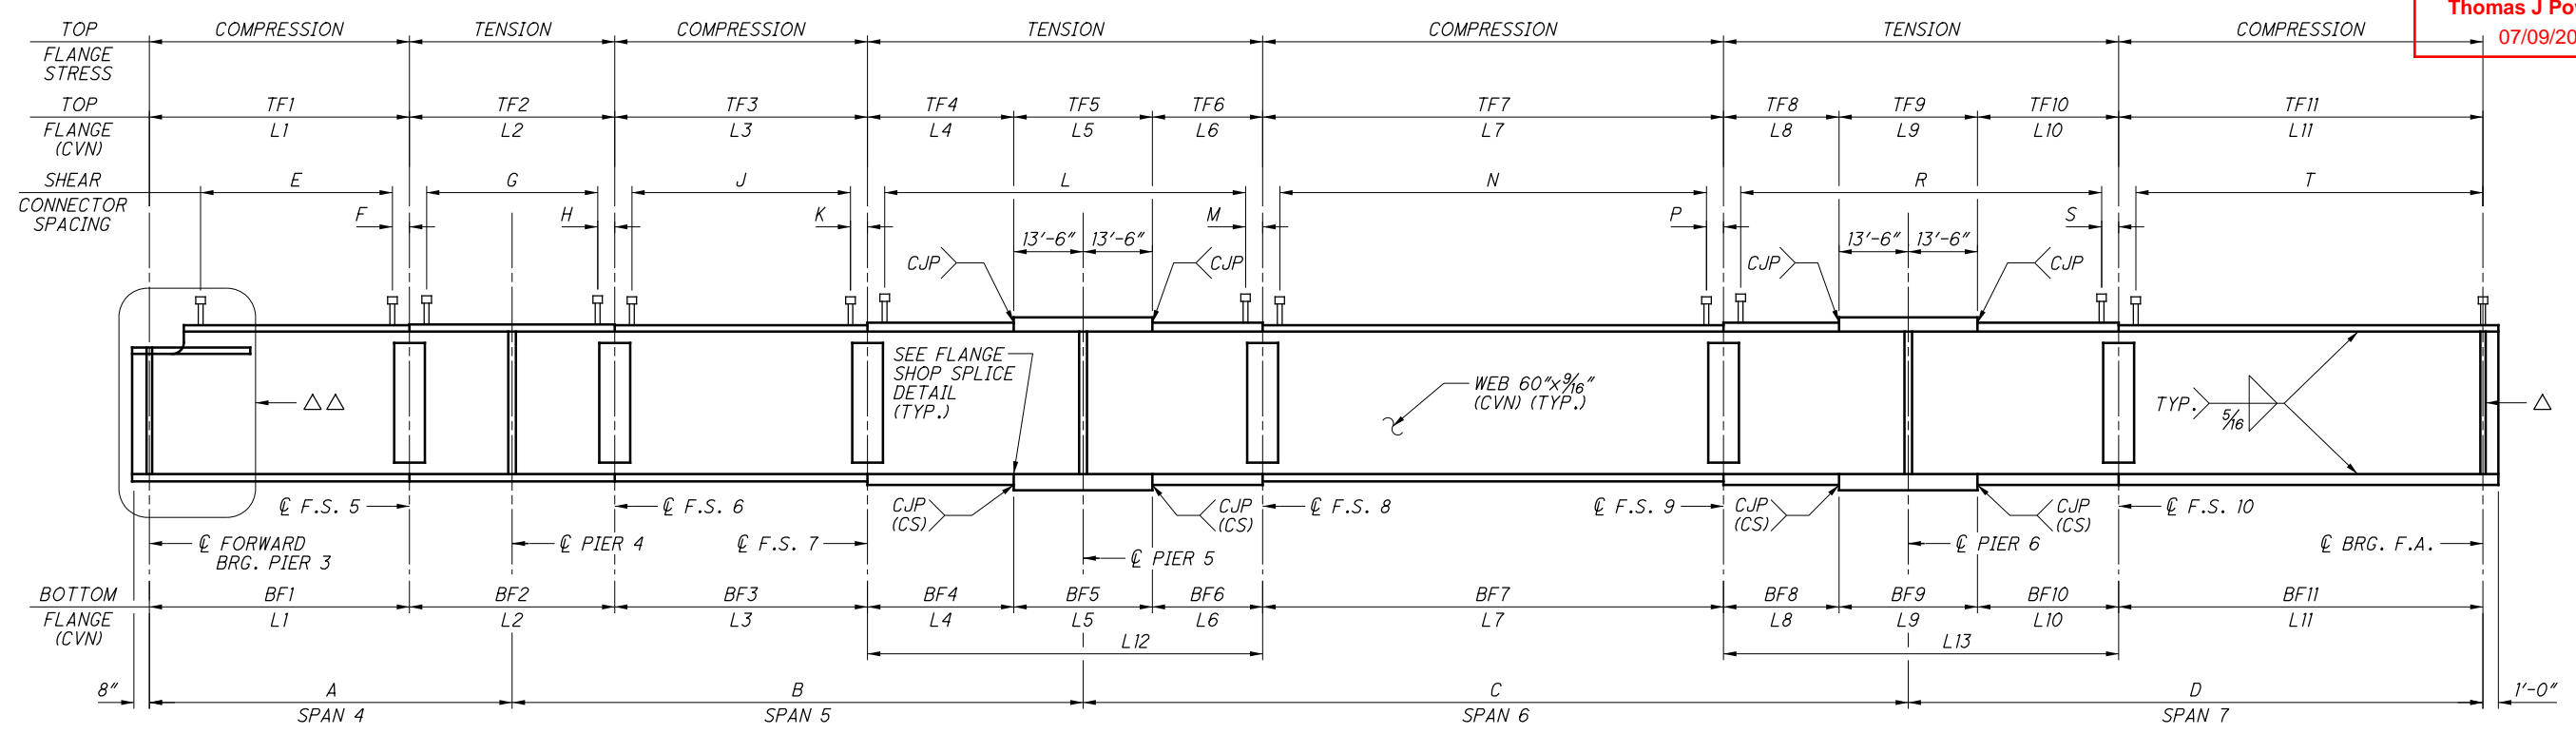 Thomas J Po
07/09/20
TOP
FLANGE
STRESS
COMPRESSION
TENSION
COMPRESSION
TENSION
COMPRESSION
TENSION
COMPRESSION
TOP
FLANGE
(CVN)
TF1 TF2 TF3 TF4 TF5 TF6 TF7 TF8 TF9 TF10 TF11
L1 L2 L3 L4 L5 L6 L7 L8 L9 L10 L11
SHEAR
CONNECTOR
SPACING
E G J L N R T
F H K M P S
13'-6" 13'-6" 13'-6" 13'-6"
CJP CJP CJP CJP
SEE FLANGE
SHOP SPLICE
DETAIL
(TYP.)
WEB 60"x9/16"
(CVN) (TYP.)
TYP.
5/16
△△
△
℄ F.S. 5
℄ F.S. 6
℄ F.S. 7
℄ F.S. 8
℄ F.S. 9
℄ F.S. 10
CJP
(CS)
CJP
(CS)
CJP
(CS)
CJP
(CS)
℄ FORWARD
BRG. PIER 3
℄ PIER 4
℄ PIER 5
℄ PIER 6
℄ BRG. F.A.
BOTTOM
FLANGE
(CVN)
BF1 BF2 BF3 BF4 BF5 BF6 BF7 BF8 BF9 BF10 BF11
L1 L2 L3 L4 L5 L6 L7 L8 L9 L10 L11
L12 L13
8" A B C D 1'-0"
SPAN 4 SPAN 5 SPAN 6 SPAN 7